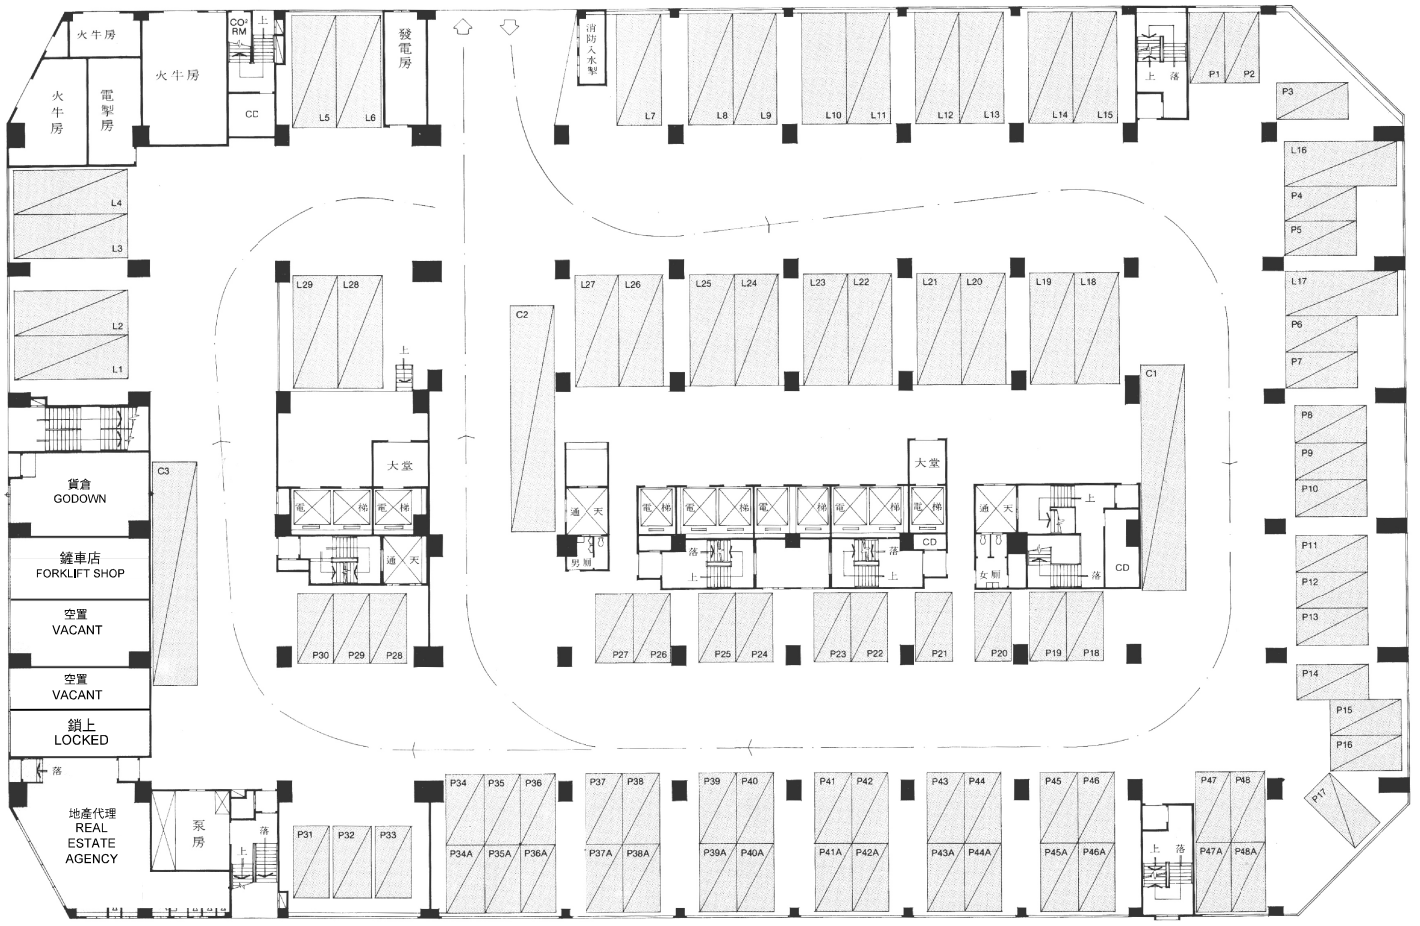 火牛房
CO²
RM
上
發電房
消防入水掣
火牛房
火牛房
電掣房
CD
L5
L6
L7
L8
L9
L10
L11
L12
L13
L14
L15
上
落
P1
P2
P3
L4
L3
L16
P4
P5
L2
L1
L29
L28
上
C2
L27
L26
L25
L24
L23
L22
L21
L20
L19
L18
L17
P6
P7
C1
P8
P9
P10
C3
貨倉
GODOWN
大堂
大堂
電梯
電梯
通天
電梯
電梯
電梯
電梯
電梯
通天
上
鏟車店
FORKLIFT SHOP
通天
男廁
落
上
落
上
CD
女廁
落
CD
P11
P12
P13
空置
VACANT
P30
P29
P28
P27
P26
P25
P24
P23
P22
P21
P20
P19
P18
空置
VACANT
鎖上
LOCKED
P14
P15
P16
P17
落
地產代理
REAL
ESTATE
AGENCY
泵房
上
落
P31
P32
P33
P34
P35
P36
P37
P38
P39
P40
P41
P42
P43
P44
P45
P46
P47
P48
P34A
P35A
P36A
P37A
P38A
P39A
P40A
P41A
P42A
P43A
P44A
P45A
P46A
上
落
P47A
P48A